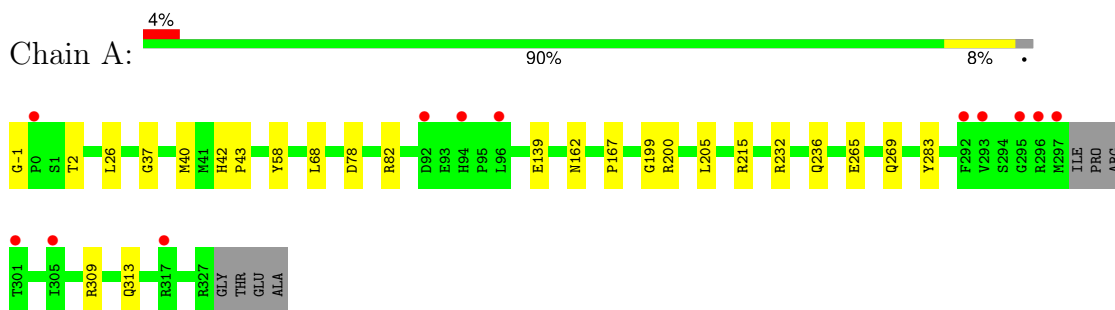 4%
Chain A:
90% 8% •
G-1 P0 S1 T2 L26 G37 M40 M41 H42 P43 Y58 L68 D78 R82 D92 E93 H94 P95 L96 E139 N162 P167 G199 R200 L205 R215 R232 Q236 E265 Q269 Y283 F292 V293 S294 G295 R296 M297 ILE PRO ARG
T301 I305 R309 Q313 R317 R327 GLY THR GLU ALA